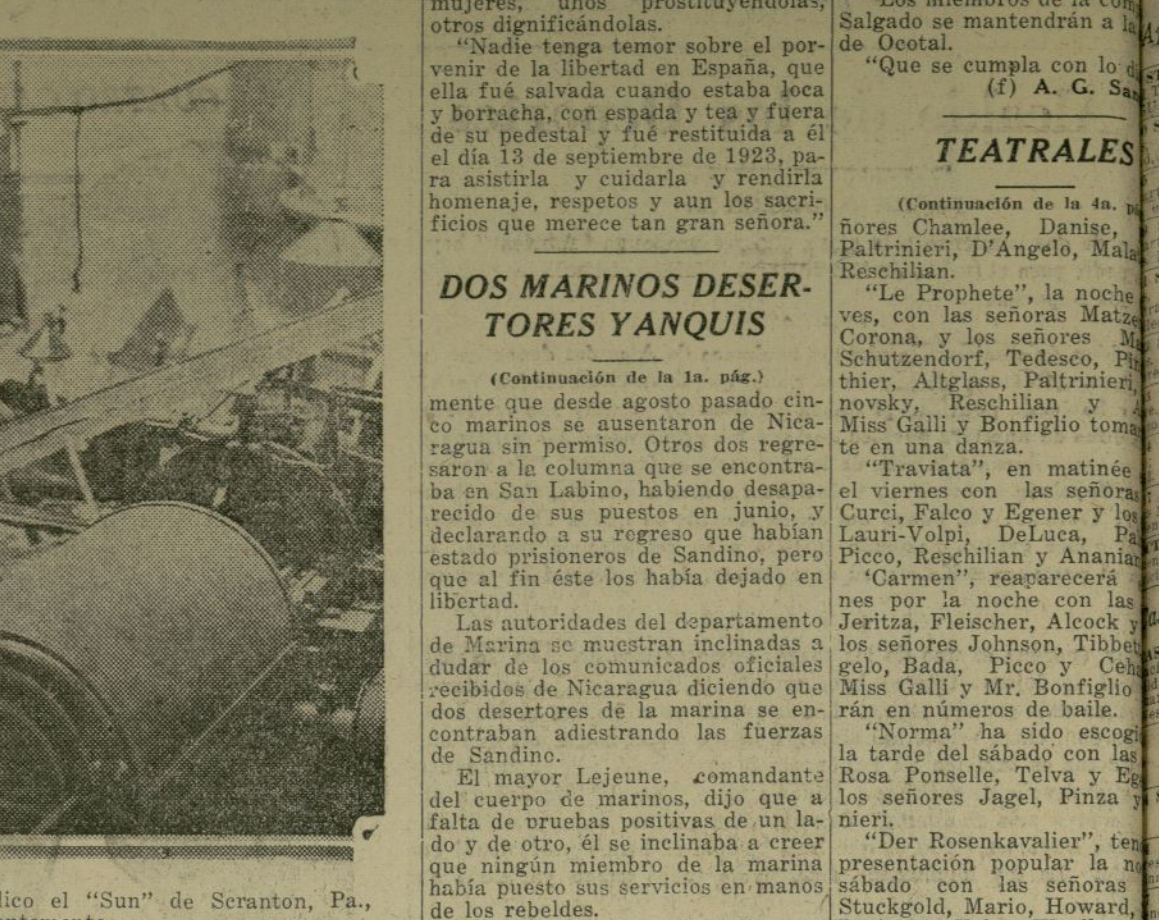 mujeres, unos prostituyéndolas,
otros dignificándolas.
"Nadie tenga temor sobre el por-
venir de la libertad en España, que
ella fué salvada cuando estaba loca
y borracha, con espada y tea y fuera
de su pedestal y fué restituida a él
el día 13 de septiembre de 1923, pa-
ra asistirla y cuidarla y rendirla
homenaje, respetos y aun los sacri-
ficios que merece tan gran señora."
DOS MARINOS DESER-
TORES YANQUIS
(Continuación de la 1a. pág.)
mente que desde agosto pasado cin-
co marinos se ausentaron de Nica-
ragua sin permiso. Otros dos regre-
saron a la columna que se encontra-
ba en San Labino, habiendo desapa-
recido de sus puestos en junio, y
declarando a su regreso que habían
estado prisioneros de Sandino, pero
que al fin éste los había dejado en
libertad.
Las autoridades del departamento
de Marina se muestran inclinadas a
dudar de los comunicados oficiales
recibidos de Nicaragua diciendo que
dos desertores de la marina se en-
contraban adiestrando las fuerzas
de Sandino.
El mayor Lejeune, comandante
del cuerpo de marinos, dijo que a
falta de pruebas positivas de un la-
do y de otro, él se inclinaba a creer
que ningún miembro de la marina
había puesto sus servicios en manos
de los rebeldes.
"Los miembros de la
Salgado se mantendrán a
de Ocotal.
"Que se cumpla con lo
(f) A. G.
TEATRALES
(Continuación de la 4a.
ñores Chamlee, Danise,
Paltrinieri, D'Angelo,
Reschilian.
"Le Prophete", la noche
ves, con las señoras
Corona, y los señores
Schutzendorf, Tedesco,
thier, Altglass, Paltrinieri,
novsky, Reschilian y
Miss Galli y Bonfiglio
te en una danza.
"Traviata", en matinée
el viernes con las señoras
Curci, Falco y Egener y los
Lauri-Volpi, DeLuca,
Picco, Reschilian y
'Carmen", reaparecerá
nes por la noche con las
Jeritza, Fleischer, Alcock y
los señores Johnson,
gelo, Bada, Picco y
Miss Galli y Mr. Bonfiglio
rán en números de baile.
"Norma" ha sido
la tarde del sábado con las
Rosa Ponselle, Telva y
los señores Jagel, Pinza y
nieri.
"Der Rosenkavalier",
presentación popular la
sábado con las señoras
Stuckgold, Mario, Howard,
lico el "Sun" de Scranton, Pa.,